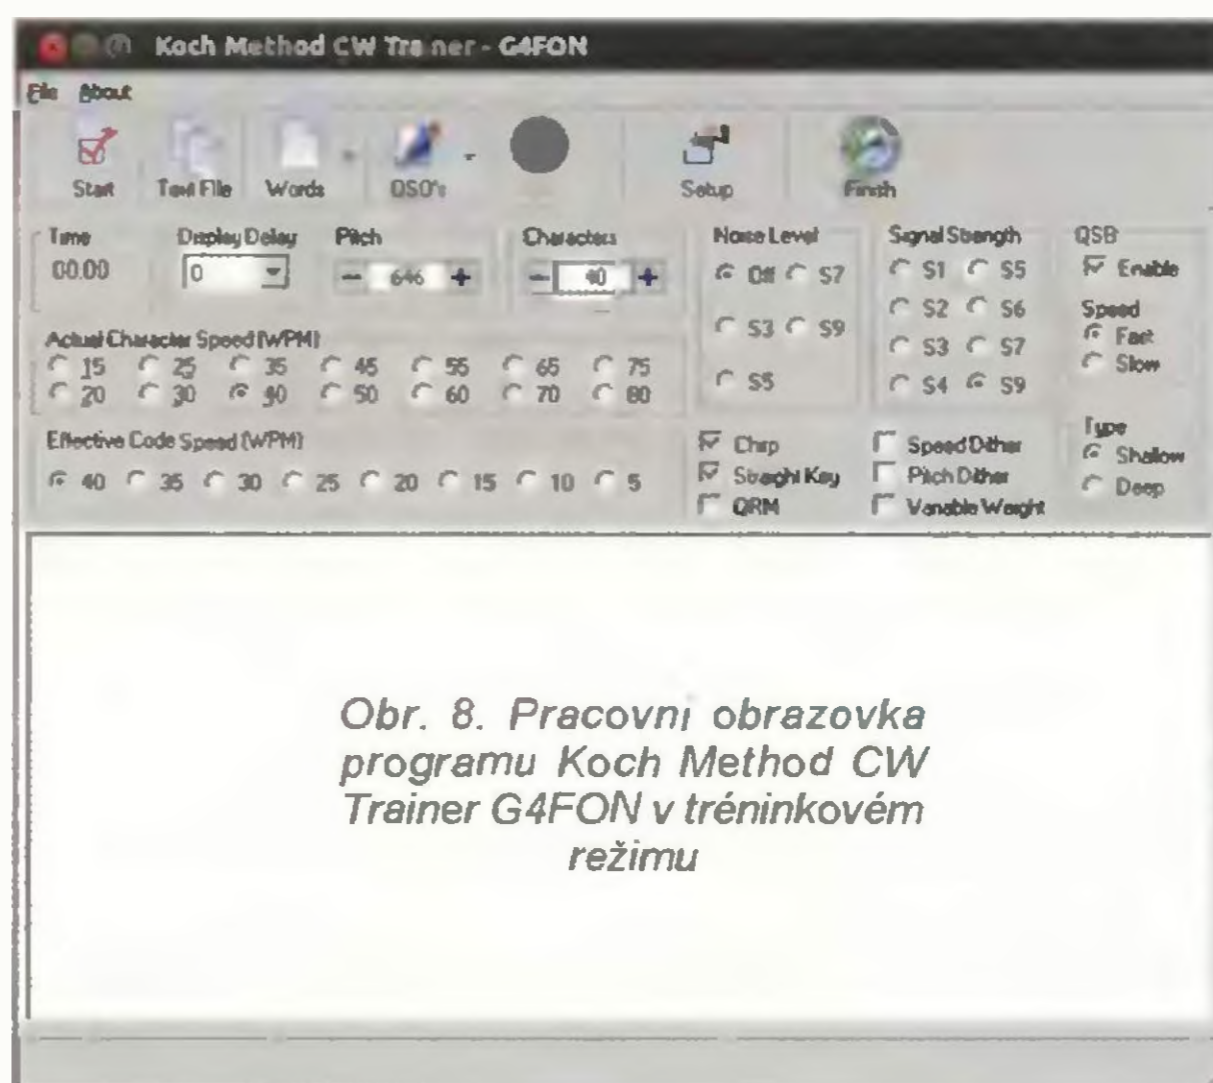 Koch Method CW Trainer - G4FON
File About
Start Text File Words QSO's Setup Finish
Time Display Delay Pitch Characters Noise Level Signal Strength QSB
00.00 0 646 40 Off S7 S1 S5 Enable
S3 S9 S2 S6 Speed
Actual Character Speed (WPM) S3 S7 Fast
15 25 35 45 55 65 75 S5 S4 S9 Slow
20 30 40 50 60 70 80
Effective Code Speed (WPM) Chirp Speed Dither Type
40 35 30 25 20 15 10 5 Straight Key Pitch Dither Shallow
QRM Variable Weight Deep
Obr. 8. Pracovní obrazovka
programu Koch Method CW
Trainer G4FON v tréninkovém
režimu